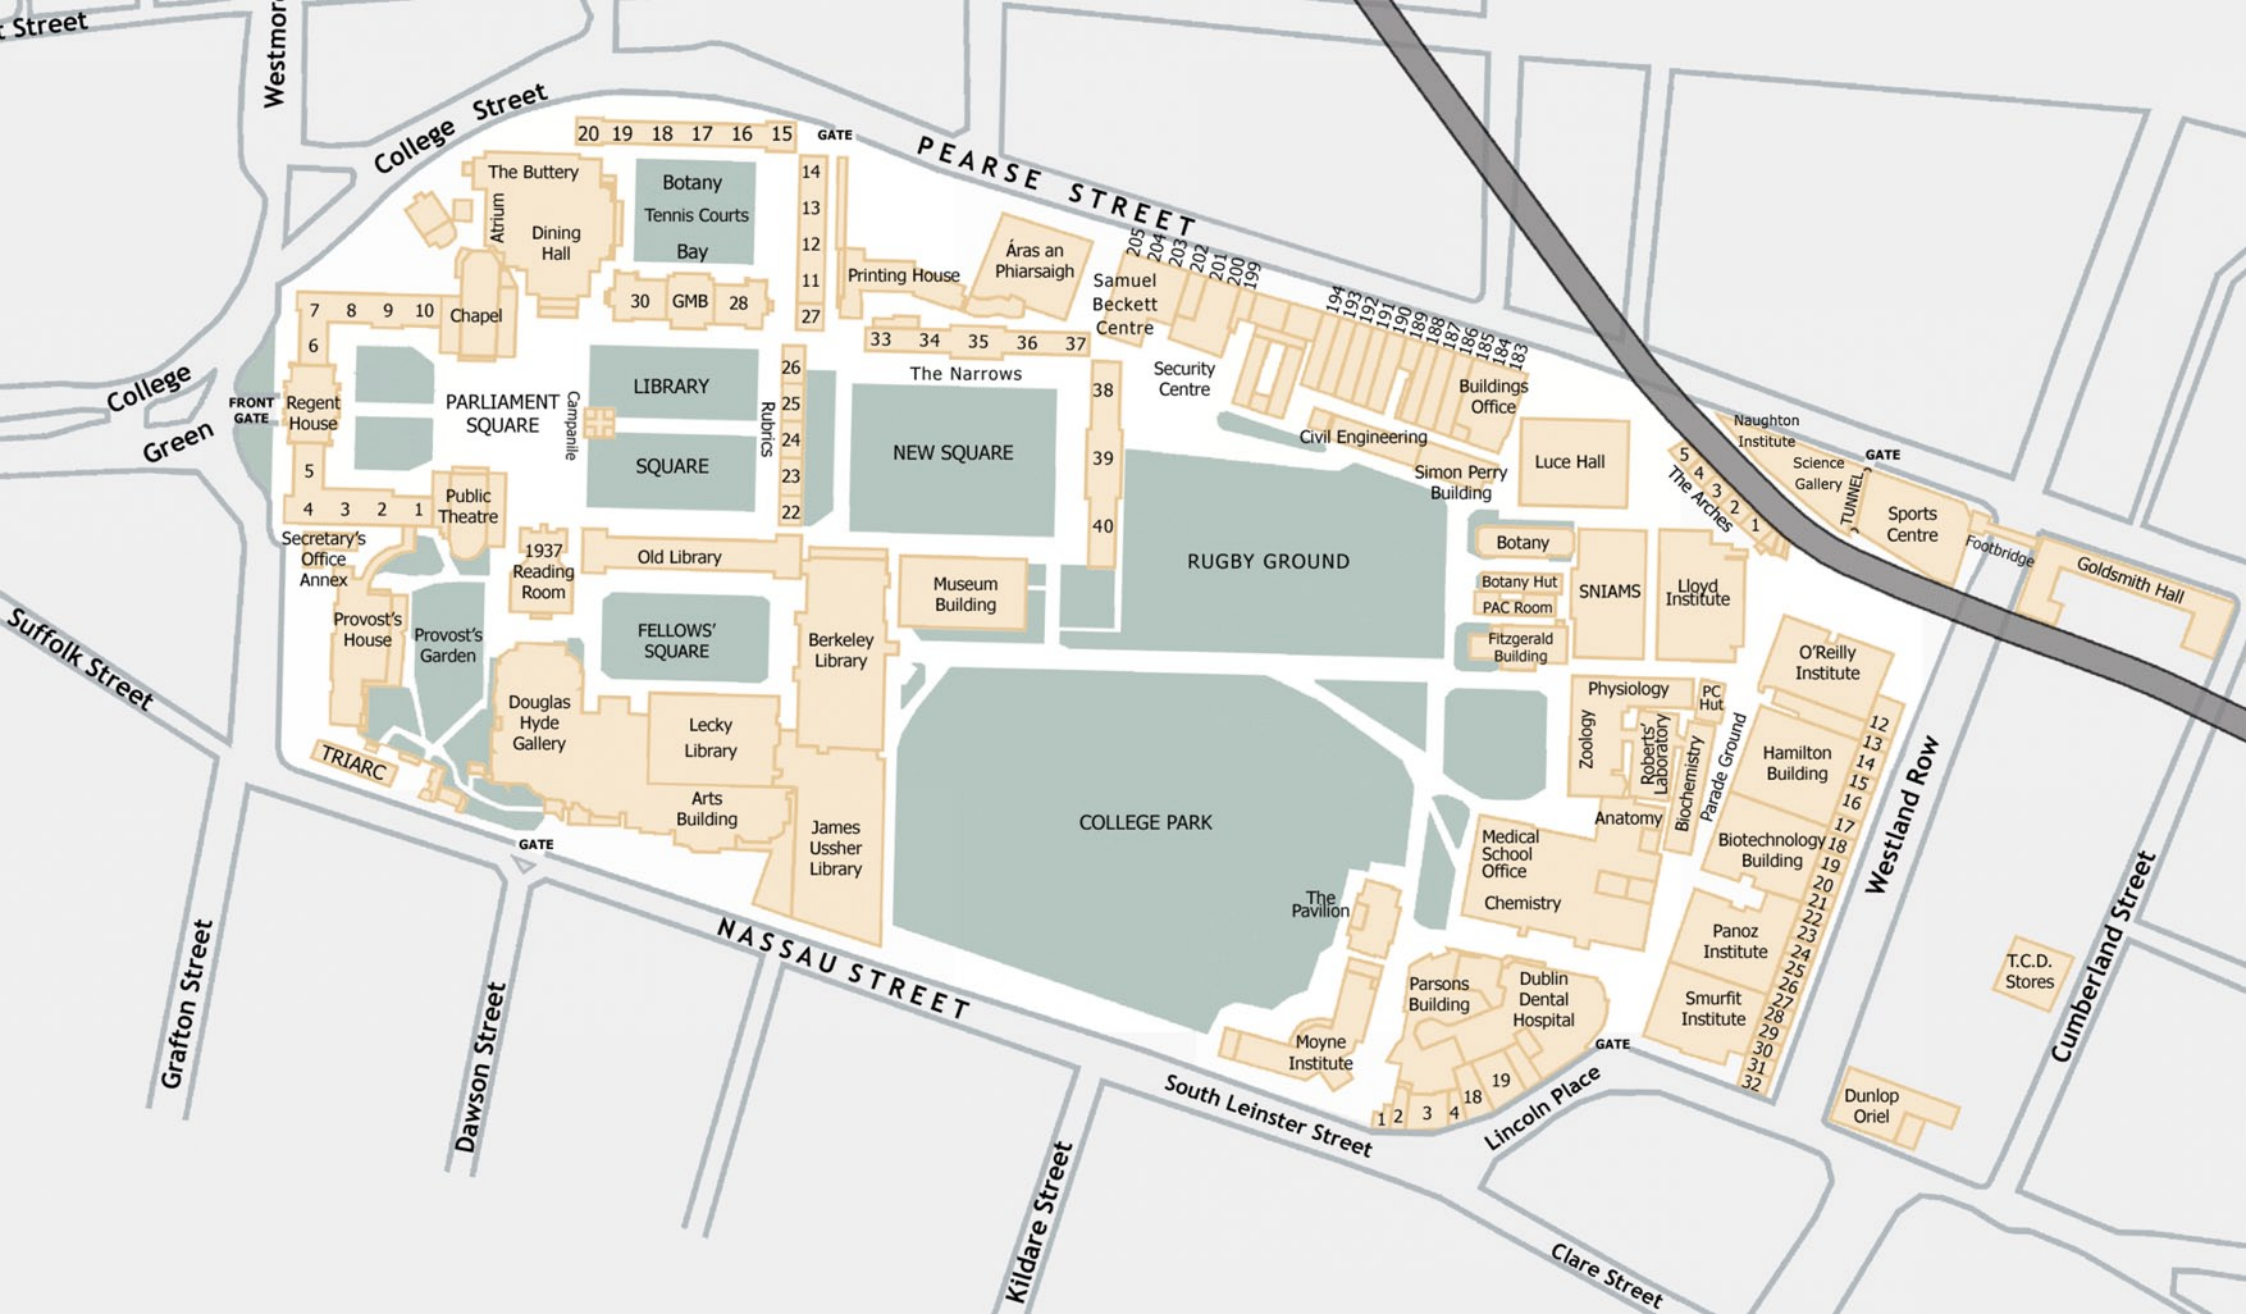 t Street
Westmor
College Street
PEARSE STREET
20 19 18 17 16 15
GATE
The Buttery
Atrium
Dining
Hall
Botany
Tennis Courts
Bay
14
13
12
11
27
Printing House
Áras an
Phiarsaigh
Samuel
Beckett
Centre
205
204
203
202
201
200
199
194
193
192
191
190
189
188
187
186
185
184
183
30 GMB 28
7 8 9 10
Chapel
6
33 34 35 36 37
The Narrows
Security
Centre
Buildings
Office
College
Green
FRONT
GATE
Regent
House
PARLIAMENT
SQUARE
Campanile
LIBRARY
SQUARE
Rubrics
26
25
24
23
22
NEW SQUARE
38
39
40
Civil Engineering
Simon Perry
Building
Luce Hall
Naughton
Institute
GATE
Science
Gallery
TUNNEL
5
4
3
2
1
The Arches
Sports
Centre
Footbridge
Goldsmith Hall
5
4 3 2 1
Public
Theatre
Secretary's
Office
Annex
1937
Reading
Room
Old Library
Museum
Building
RUGBY GROUND
Botany
Botany Hut
PAC Room
Fitzgerald
Building
SNIAMS
Lloyd
Institute
Provost's
House
Provost's
Garden
FELLOWS'
SQUARE
Berkeley
Library
O'Reilly
Institute
Suffolk Street
Douglas
Hyde
Gallery
Lecky
Library
Arts
Building
James
Ussher
Library
TRIARC
GATE
COLLEGE PARK
Physiology
PC
Hut
Zoology
Roberts'
Laboratory
Biochemistry
Parade Ground
Anatomy
Hamilton
Building
Biotechnology
Building
12
13
14
15
16
17
18
19
20
21
22
23
24
25
26
27
28
29
30
31
32
Westland Row
Medical
School
Office
Chemistry
The
Pavilion
Panoz
Institute
Smurfit
Institute
T.C.D.
Stores
Cumberland Street
Parsons
Building
Dublin
Dental
Hospital
Moyne
Institute
GATE
1 2 3 4 18 19
Lincoln Place
Dunlop
Oriel
Grafton Street
Dawson Street
NASSAU STREET
Kildare Street
South Leinster Street
Clare Street